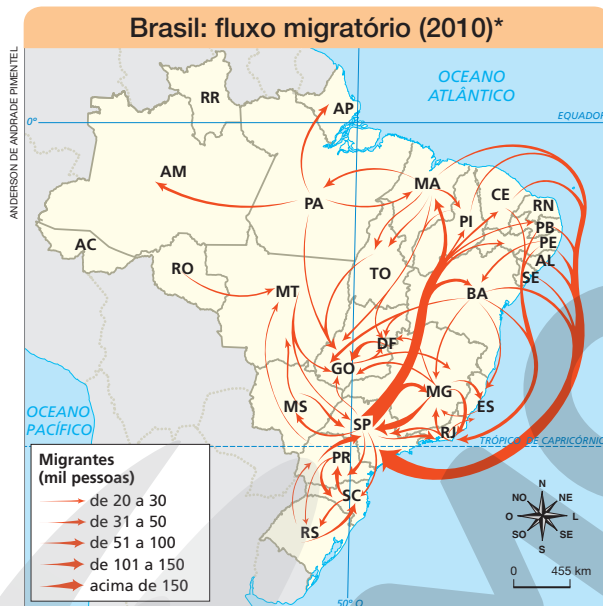 Brasil: fluxo migratório (2010)*
ANDERSON DE ANDRADE PIMENTEL
OCEANO
ATLÂNTICO
RR
AP
0°
EQUADOR
AM
PA
MA
CE
RN
PI
PB
PE
AL
SE
AC
RO
TO
MT
BA
DF
GO
MG
ES
MS
SP
RJ
OCEANO
PACÍFICO
TRÓPICO DE CAPRICÓRNIO
PR
SC
RS
Migrantes
(mil pessoas)
de 20 a 30
de 31 a 50
de 51 a 100
de 101 a 150
acima de 150
N
NO NE
O L
SO SE
S
0 455 km
50° O